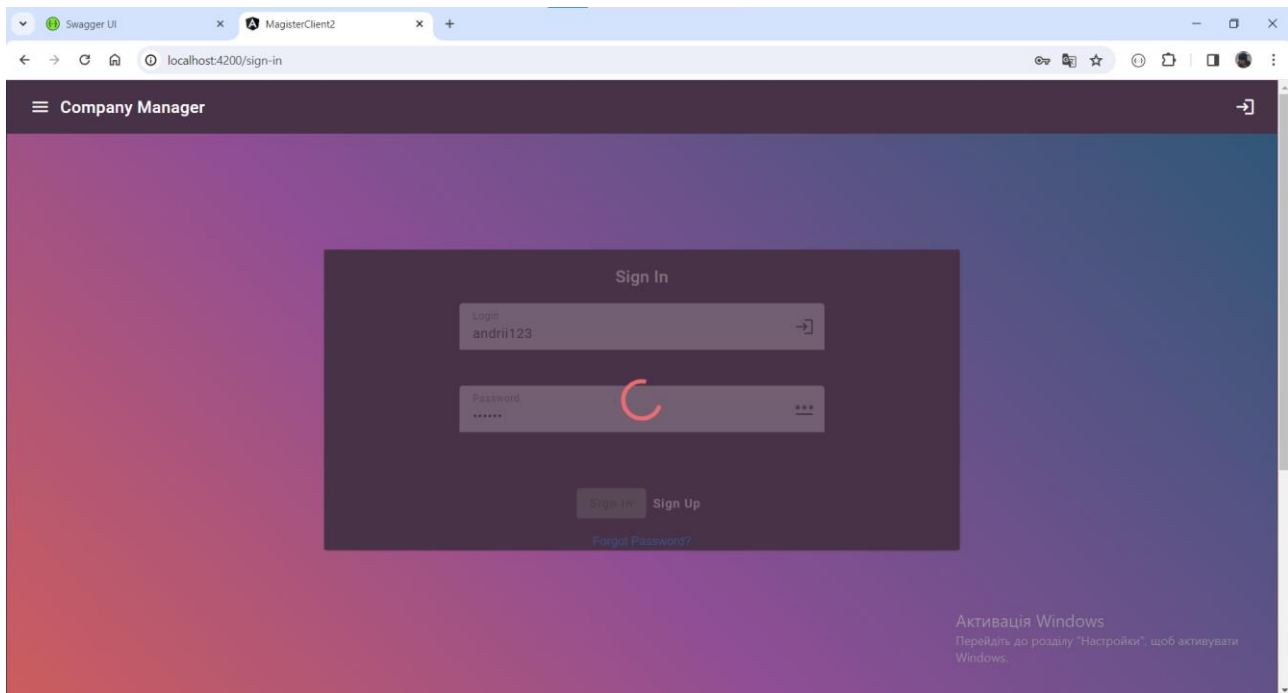 Swagger UI
MagisterClient2
localhost:4200/sign-in
Company Manager
Sign In
Login
andrii123
Password
••••••
Sign In
Sign Up
Forgot Password?
Активація Windows
Перейдіть до розділу "Настройки", щоб активувати
Windows.